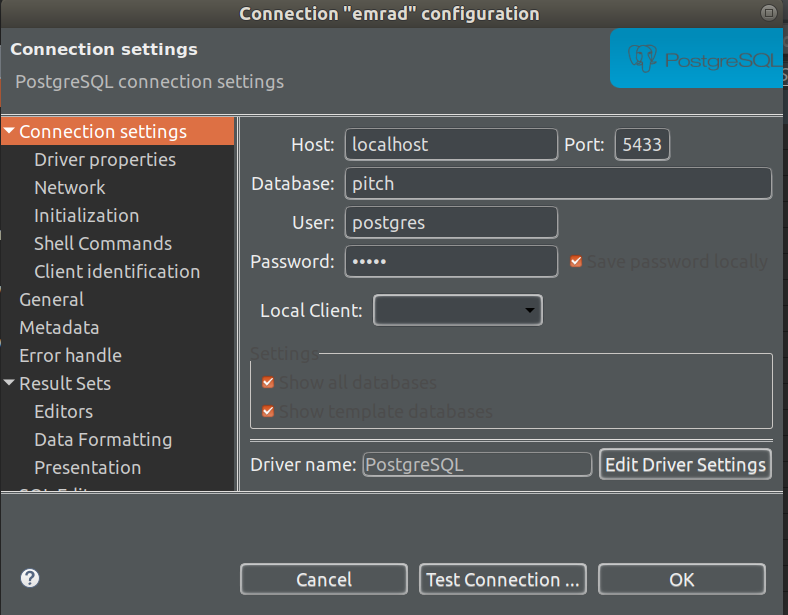 Connection "emrad" configuration
Connection settings
PostgreSQL connection settings
PostgreSQL
Connection settings
Driver properties
Network
Initialization
Shell Commands
Client identification
General
Metadata
Error handle
Result Sets
Editors
Data Formatting
Presentation
Host: localhost Port: 5433
Database: pitch
User: postgres
Password: ••••• Save password locally
Local Client:
Settings
Show all databases
Show template databases
Driver name: PostgreSQL Edit Driver Settings
? Cancel Test Connection ... OK